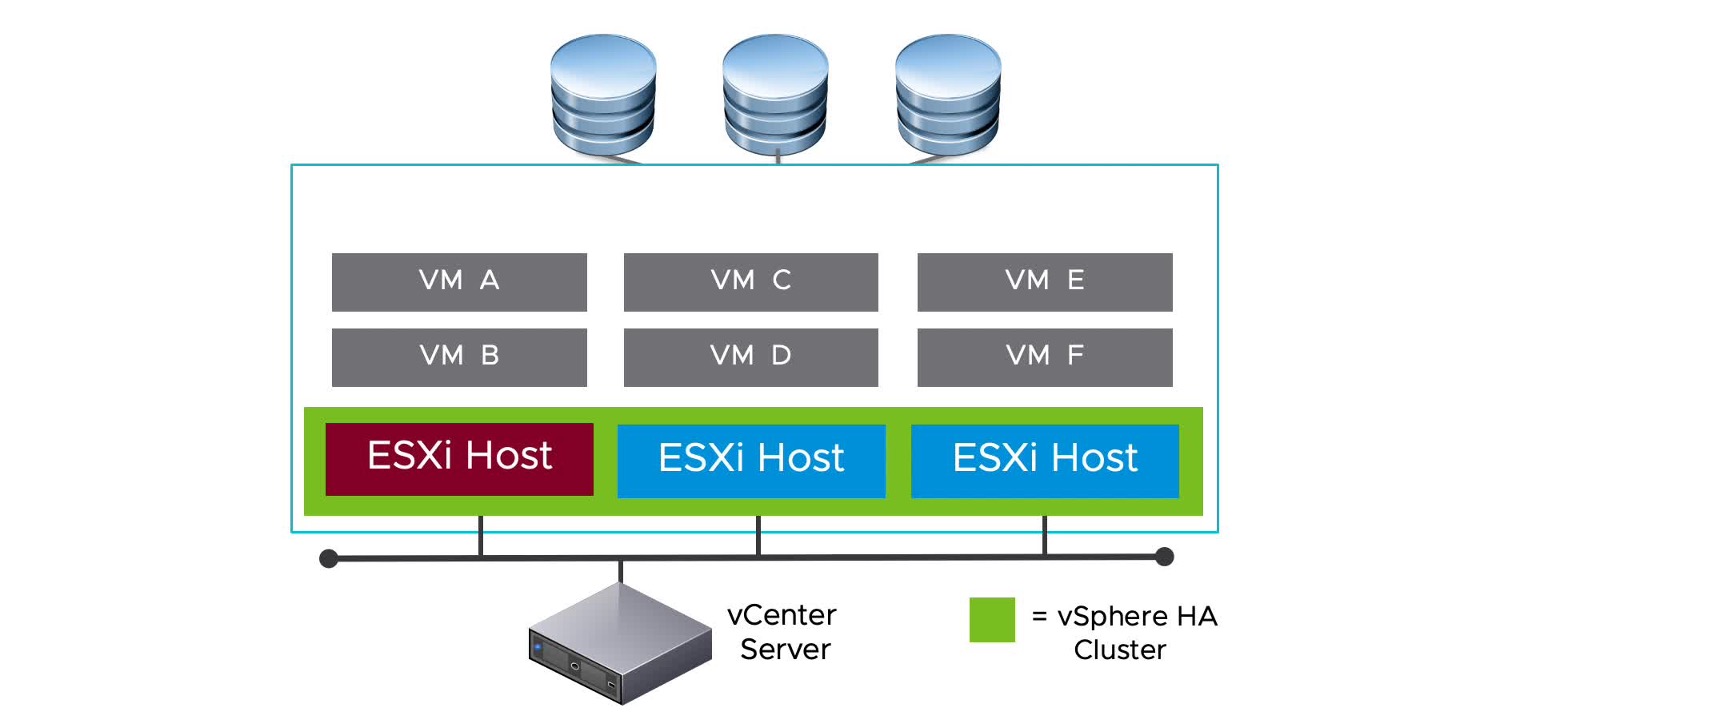 VM A
VM C
VM E
VM B
VM D
VM F
ESXi Host
ESXi Host
ESXi Host
vCenter
Server
= vSphere HA
Cluster